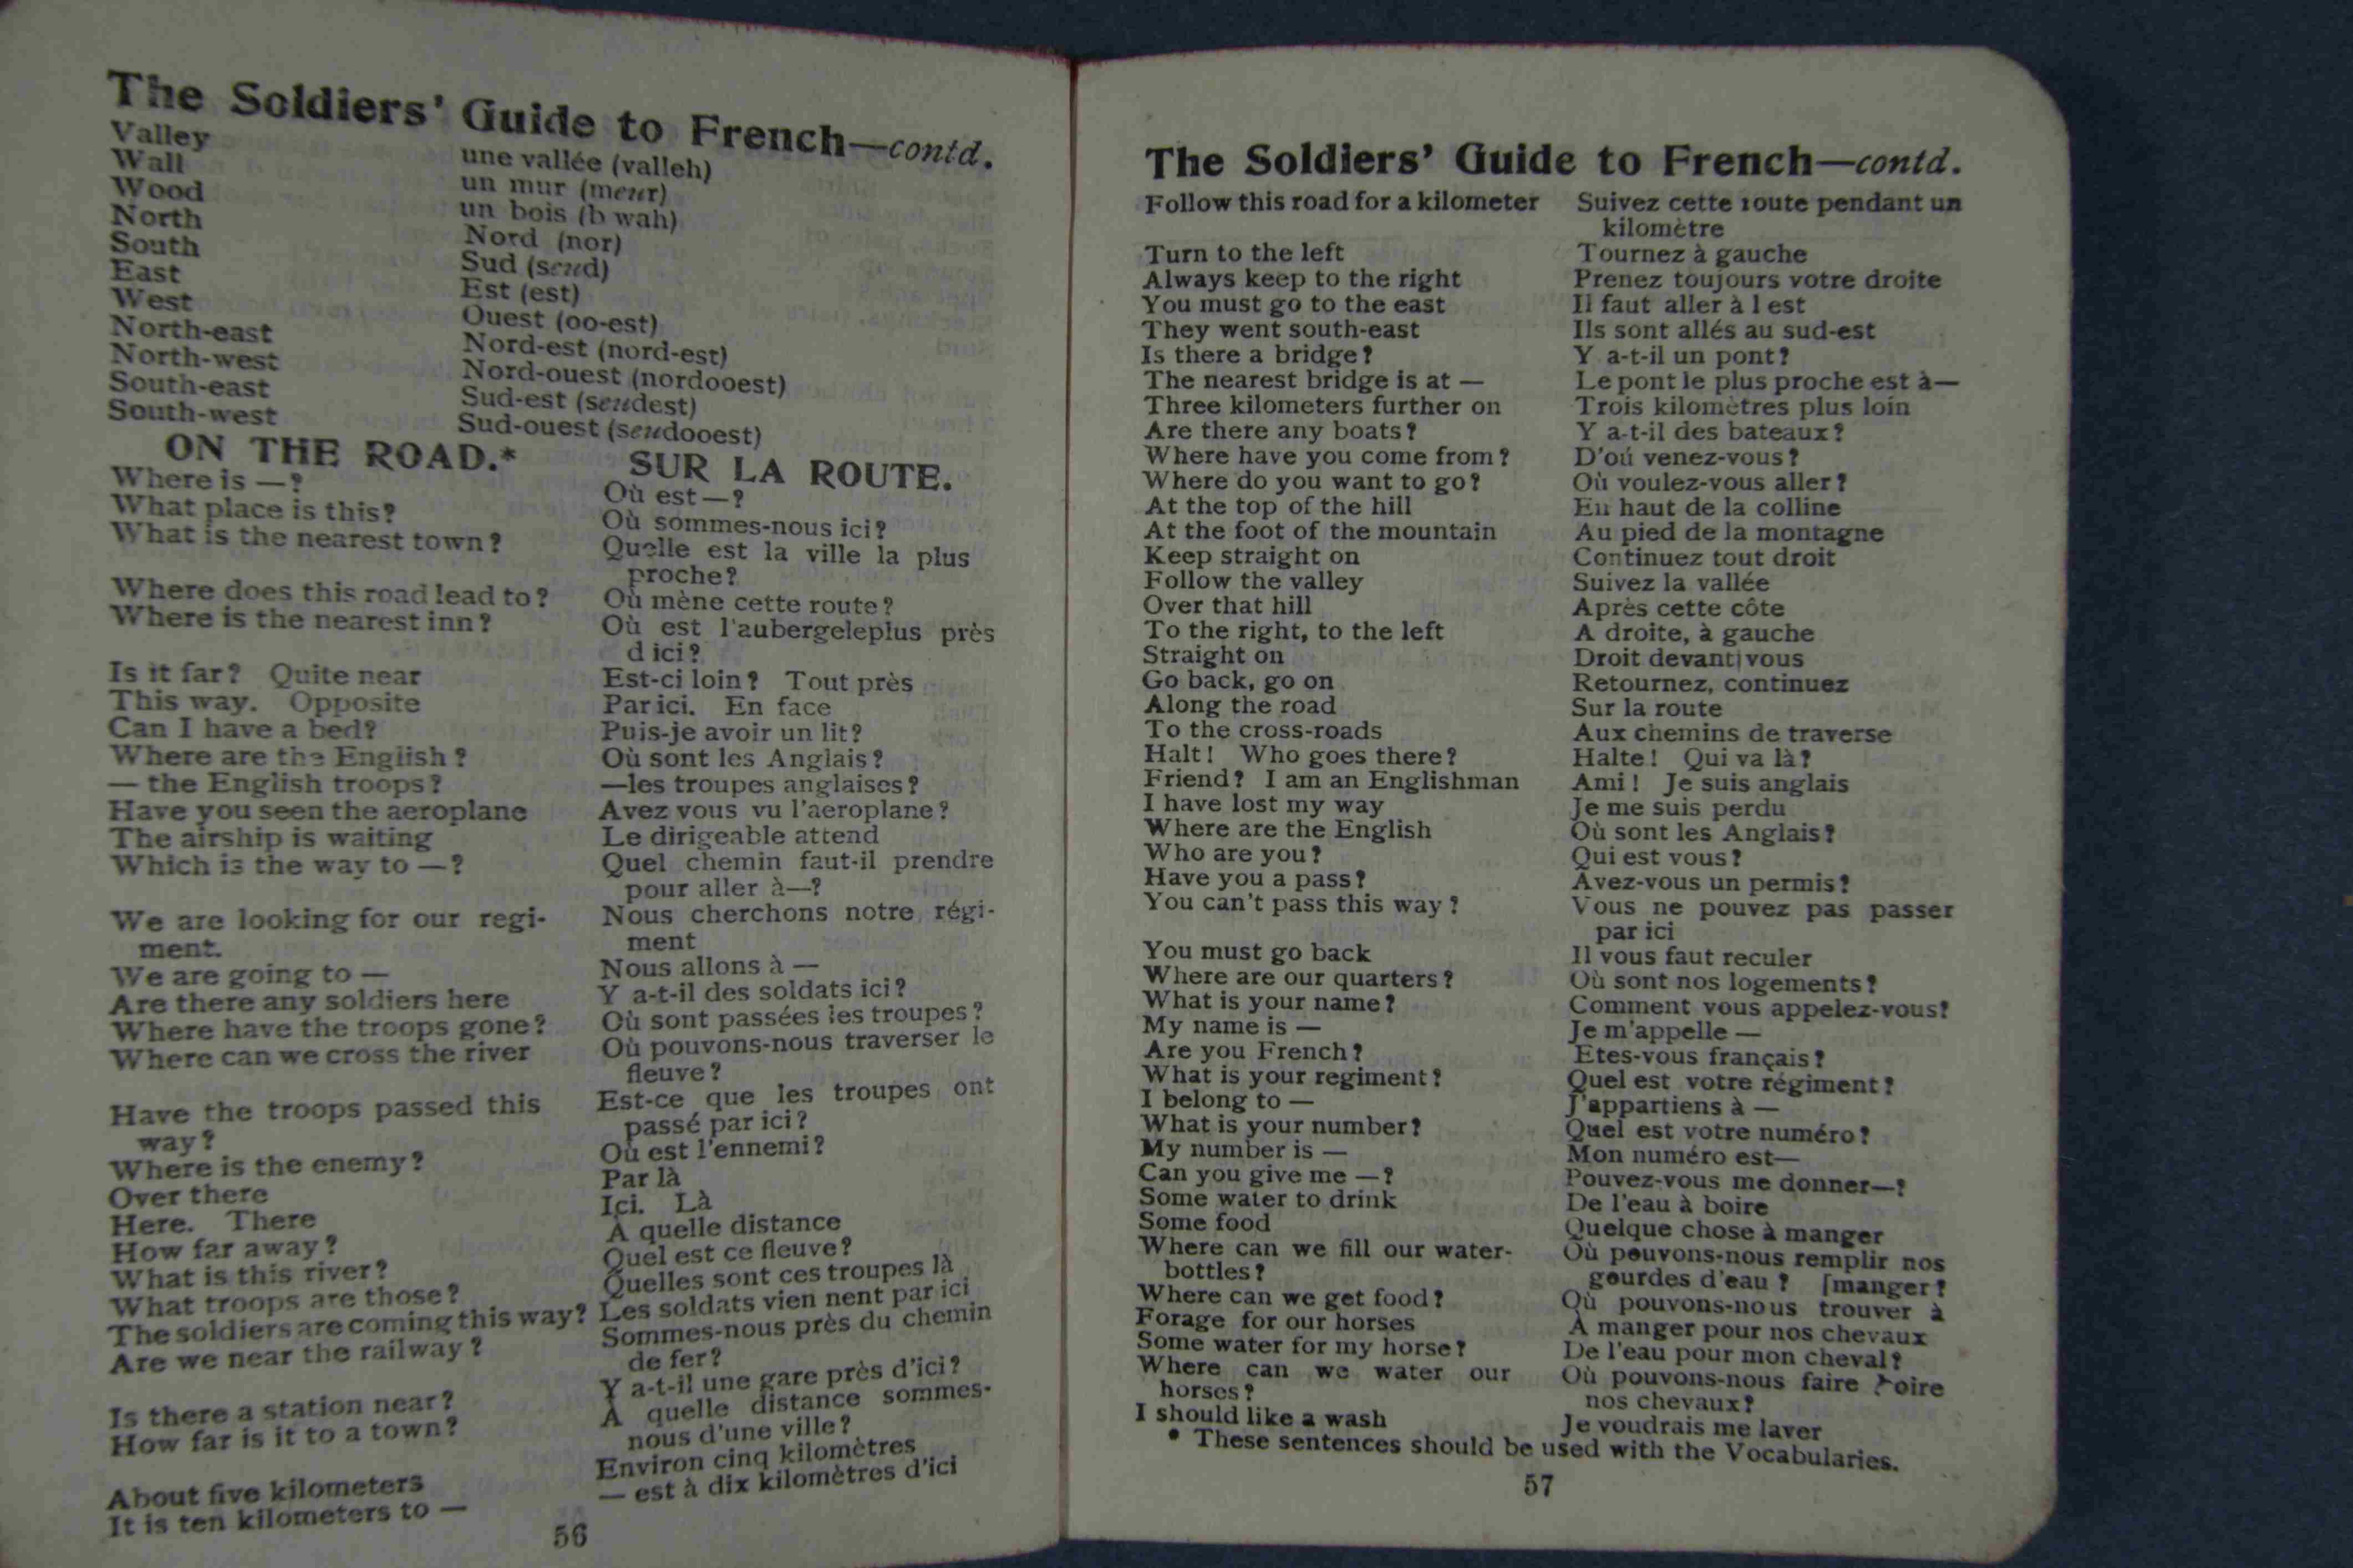 The Soldiers' Guide to French—contd.
Valley une vallée (valleh)
Wall un mur (meur)
Wood un bois (b wah)
North Nord (nor)
South Sud (seud)
East Est (est)
West Ouest (oo-est)
North-east Nord-est (nord-est)
North-west Nord-ouest (nordooest)
South-east Sud-est (seudest)
South-west Sud-ouest (seudooest)
ON THE ROAD.* SUR LA ROUTE.
Where is —? Où est—?
What place is this? Où sommes-nous ici?
What is the nearest town? Quelle est la ville la plus
proche?
Where does this road lead to? Où mène cette route?
Where is the nearest inn? Où est l'aubergeleplus près
d ici?
Is it far? Quite near Est-ci loin? Tout près
This way. Opposite Par ici. En face
Can I have a bed? Puis-je avoir un lit?
Where are the English? Où sont les Anglais?
— the English troops? —les troupes anglaises?
Have you seen the aeroplane Avez vous vu l'aeroplane?
The airship is waiting Le dirigeable attend
Which is the way to —? Quel chemin faut-il prendre
pour aller à—?
We are looking for our regi- Nous cherchons notre régi-
ment. ment
We are going to — Nous allons à —
Are there any soldiers here Y a-t-il des soldats ici?
Where have the troops gone? Où sont passées les troupes?
Where can we cross the river Où pouvons-nous traverser le
fleuve?
Have the troops passed this Est-ce que les troupes ont
way? passé par ici?
Where is the enemy? Où est l'ennemi?
Over there Par là
Here. There Ici. Là
How far away? À quelle distance
What is this river? Quel est ce fleuve?
What troops are those? Quelles sont ces troupes là
The soldiers are coming this way? Les soldats vien nent par ici
Are we near the railway? Sommes-nous près du chemin
de fer?
Is there a station near? Y a-t-il une gare près d'ici?
How far is it to a town? À quelle distance sommes-
nous d'une ville?
About five kilometers Environ cinq kilomètres
It is ten kilometers to — — est à dix kilomètres d'ici
56
The Soldiers' Guide to French—contd.
Follow this road for a kilometer Suivez cette route pendant un
kilomètre
Turn to the left Tournez à gauche
Always keep to the right Prenez toujours votre droite
You must go to the east Il faut aller à l est
They went south-east Ils sont allés au sud-est
Is there a bridge? Y a-t-il un pont?
The nearest bridge is at — Le pont le plus proche est à—
Three kilometers further on Trois kilomètres plus loin
Are there any boats? Y a-t-il des bateaux?
Where have you come from? D'oú venez-vous?
Where do you want to go? Où voulez-vous aller?
At the top of the hill En haut de la colline
At the foot of the mountain Au pied de la montagne
Keep straight on Continuez tout droit
Follow the valley Suivez la vallée
Over that hill Après cette côte
To the right, to the left A droite, à gauche
Straight on Droit devant vous
Go back, go on Retournez, continuez
Along the road Sur la route
To the cross-roads Aux chemins de traverse
Halt! Who goes there? Halte! Qui va là?
Friend? I am an Englishman Ami! Je suis anglais
I have lost my way Je me suis perdu
Where are the English Où sont les Anglais?
Who are you? Qui est vous?
Have you a pass? Avez-vous un permis?
You can't pass this way? Vous ne pouvez pas passer
par ici
You must go back Il vous faut reculer
Where are our quarters? Où sont nos logements?
What is your name? Comment vous appelez-vous?
My name is — Je m'appelle —
Are you French? Etes-vous français?
What is your regiment? Quel est votre régiment?
I belong to — J'appartiens à —
What is your number? Quel est votre numéro?
My number is — Mon numéro est—
Can you give me —? Pouvez-vous me donner—?
Some water to drink De l'eau à boire
Some food Quelque chose à manger
Where can we fill our water- Où pouvons-nous remplir nos
bottles? gourdes d'eau? [manger?
Where can we get food? Où pouvons-nous trouver à
Forage for our horses À manger pour nos chevaux
Some water for my horse? De l'eau pour mon cheval?
Where can we water our Où pouvons-nous faire boire
horses? nos chevaux?
I should like a wash Je voudrais me laver
* These sentences should be used with the Vocabularies.
57